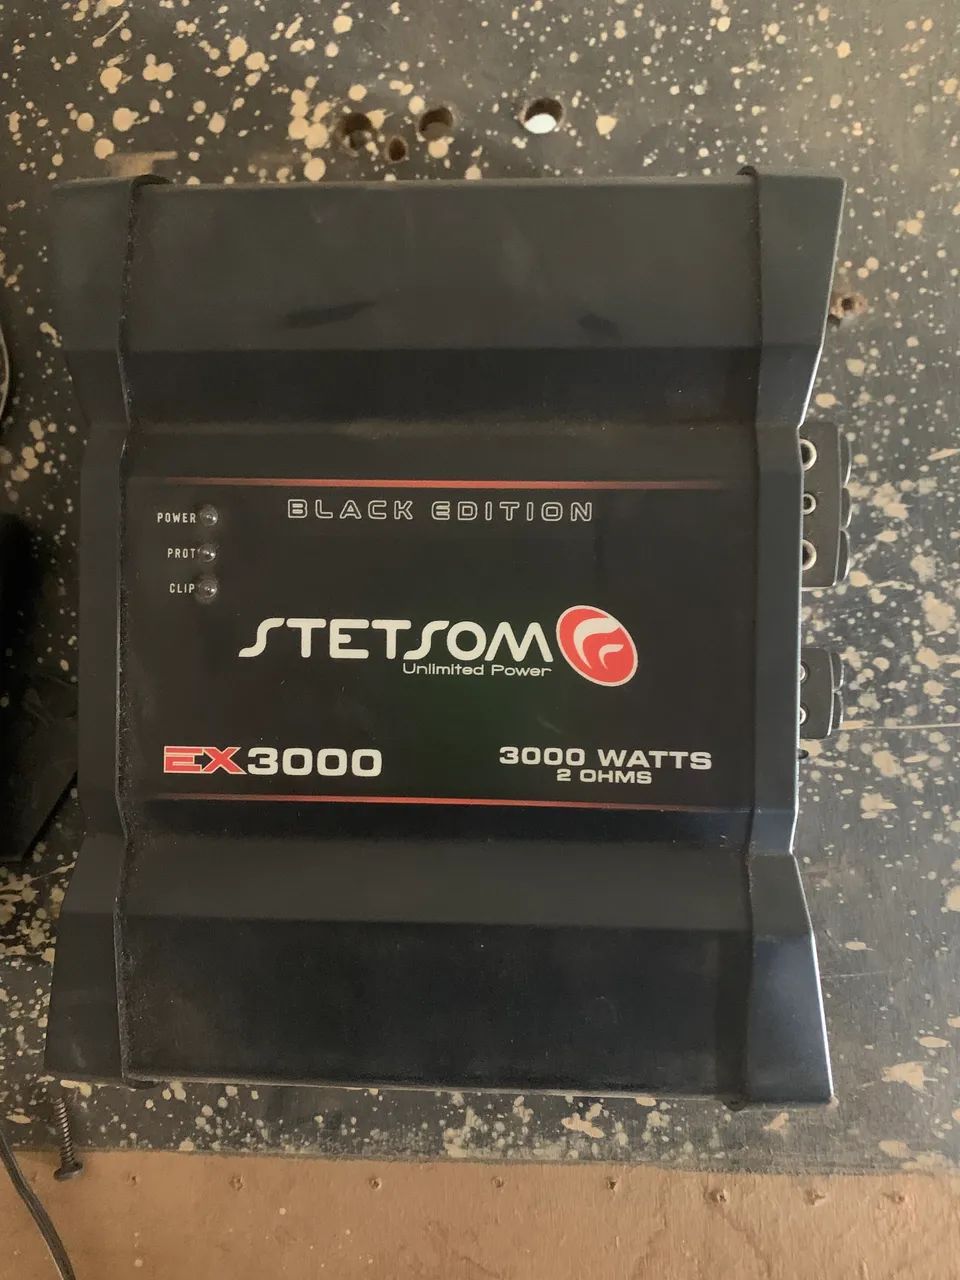 BLACK EDITION
POWER
PROT
CLIP
STETSOM
Unlimited Power
EX3000
3000 WATTS
2 OHMS